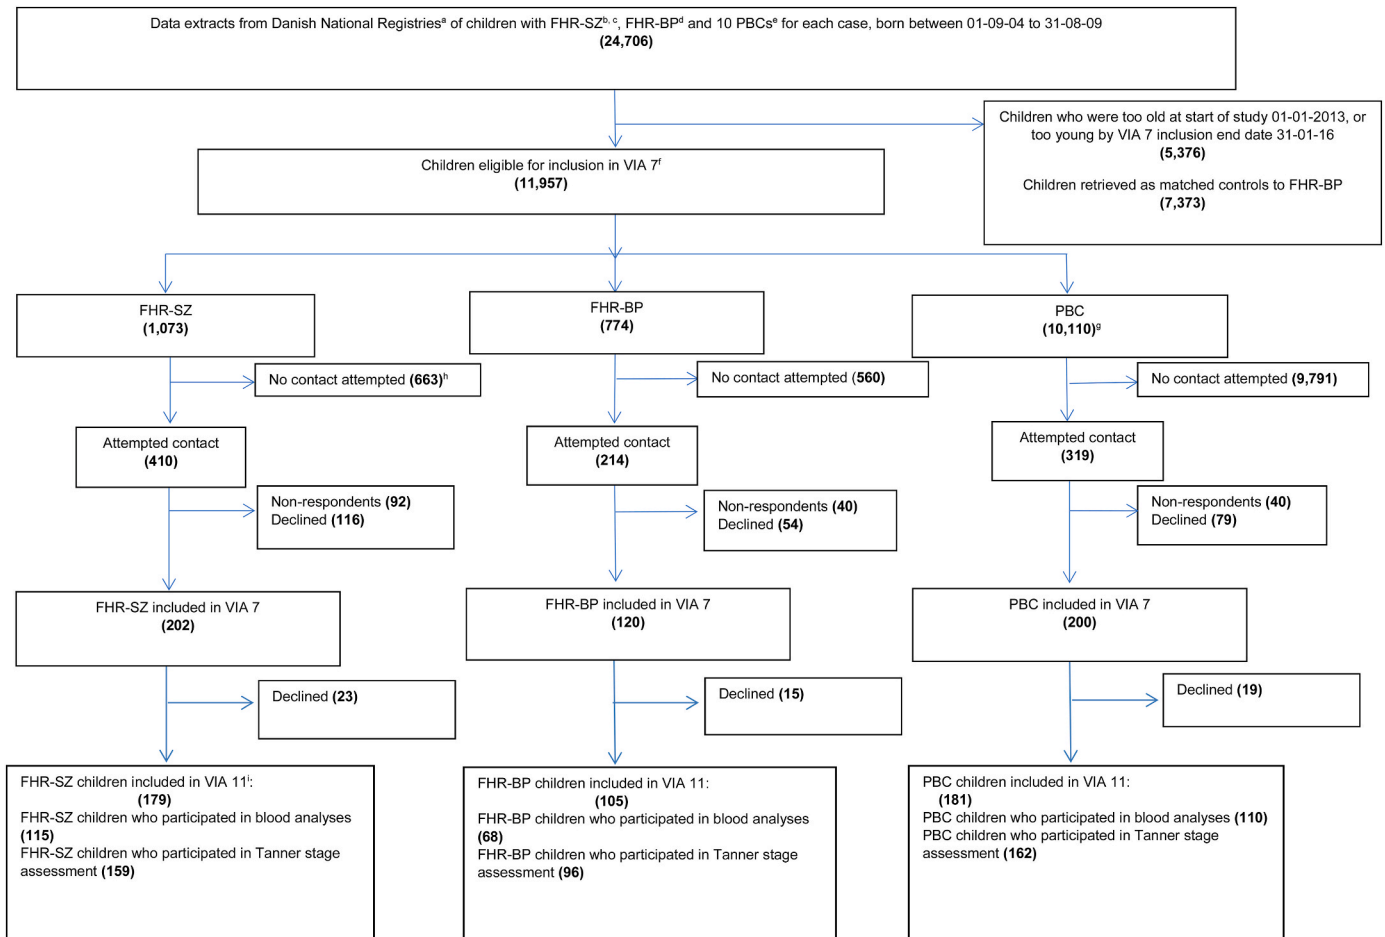 Data extracts from Danish National Registriesᵃ of children with FHR-SZᵇ˒ ᶜ, FHR-BPᵈ and 10 PBCsᵉ for each case, born between 01-09-04 to 31-08-09
(24,706)
Children who were too old at start of study 01-01-2013, or
too young by VIA 7 inclusion end date 31-01-16
(5,376)
Children retrieved as matched controls to FHR-BP
(7,373)
Children eligible for inclusion in VIA 7ᶠ
(11,957)
FHR-SZ
(1,073)
FHR-BP
(774)
PBC
(10,110)ᵍ
No contact attempted (663)ʰ
No contact attempted (560)
No contact attempted (9,791)
Attempted contact
(410)
Attempted contact
(214)
Attempted contact
(319)
Non-respondents (92)
Declined (116)
Non-respondents (40)
Declined (54)
Non-respondents (40)
Declined (79)
FHR-SZ included in VIA 7
(202)
FHR-BP included in VIA 7
(120)
PBC included in VIA 7
(200)
Declined (23)
Declined (15)
Declined (19)
FHR-SZ children included in VIA 11ⁱ:
(179)
FHR-SZ children who participated in blood analyses
(115)
FHR-SZ children who participated in Tanner stage
assessment (159)
FHR-BP children included in VIA 11:
(105)
FHR-BP children who participated in blood analyses
(68)
FHR-BP children who participated in Tanner stage
assessment (96)
PBC children included in VIA 11:
(181)
PBC children who participated in blood analyses (110)
PBC children who participated in Tanner stage
assessment (162)